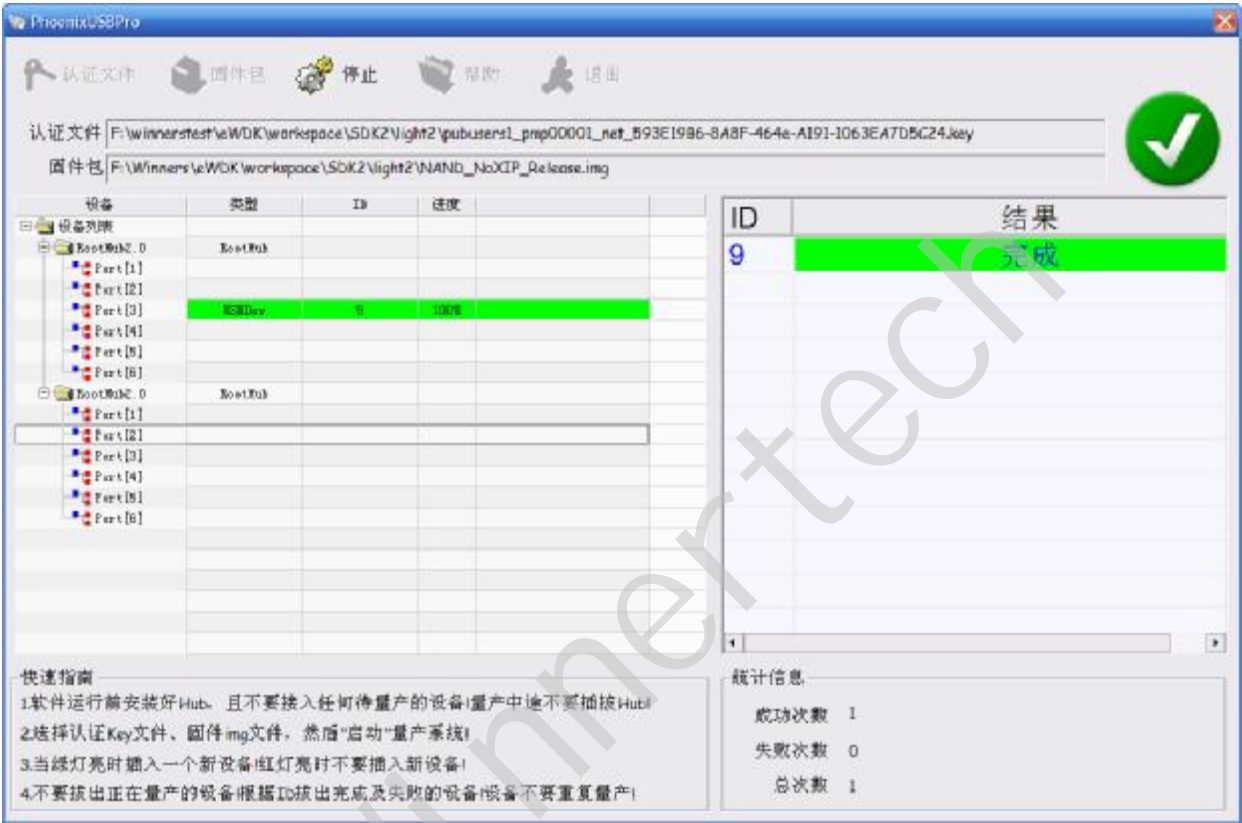 PhoenixUSBPro
认证文件 固件包 停止 帮助 退出
认证文件 F:\winnerstest\eWDK\workspace\SDK2\light2\pubusers1_pmp00001_net_593E19B6-8A8F-464e-A191-1063EA7D5C24.key
固件包 F:\Winners\eWDK\workspace\SDK2\light2\NAND_NoXIP_Release.img
设备 类型 ID 进度
设备列表
RootHub2.0 RootHub
Port[1]
Port[2]
Port[3] USBDev 9 100%
Port[4]
Port[5]
Port[6]
RootHub2.0 RootHub
Port[1]
Port[2]
Port[3]
Port[4]
Port[5]
Port[6]
ID 结果
9 完成
快速指南
1.软件运行前安装好Hub。且不要接入任何待量产的设备!量产中途不要插拔Hub!
2.选择认证Key文件、固件img文件，然后"启动"量产系统!
3.当绿灯亮时插入一个新设备!红灯亮时不要插入新设备!
4.不要拔出正在量产的设备!根据ID拔出完成及失败的设备!设备不要重复量产!
统计信息
成功次数 1
失败次数 0
总次数 1